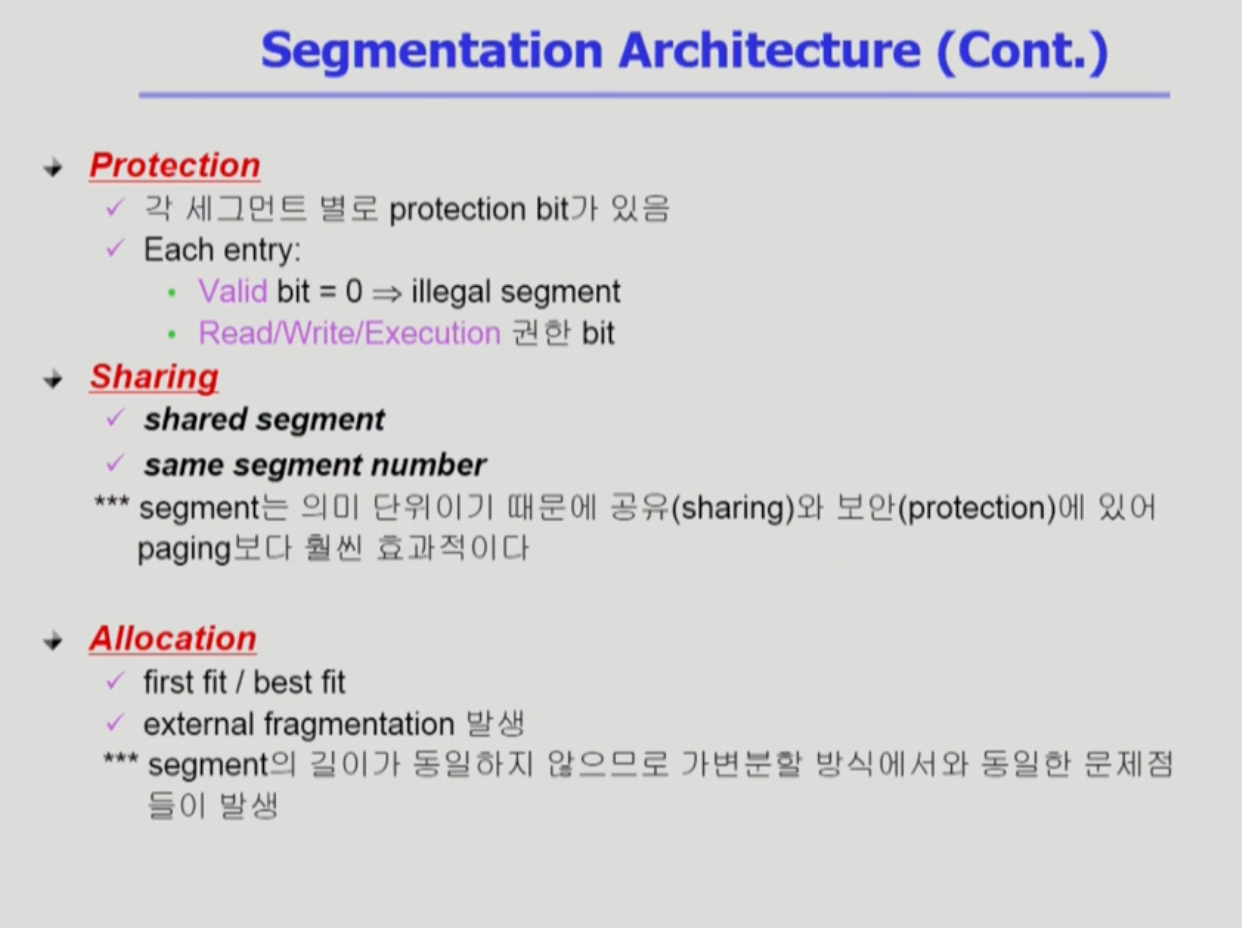 Segmentation Architecture (Cont.)
Protection
각 세그먼트 별로 protection bit가 있음
Each entry:
Valid bit = 0 ⇒ illegal segment
Read/Write/Execution 권한 bit
Sharing
shared segment
same segment number
*** segment는 의미 단위이기 때문에 공유(sharing)와 보안(protection)에 있어
paging보다 훨씬 효과적이다
Allocation
first fit / best fit
external fragmentation 발생
*** segment의 길이가 동일하지 않으므로 가변분할 방식에서와 동일한 문제점
들이 발생